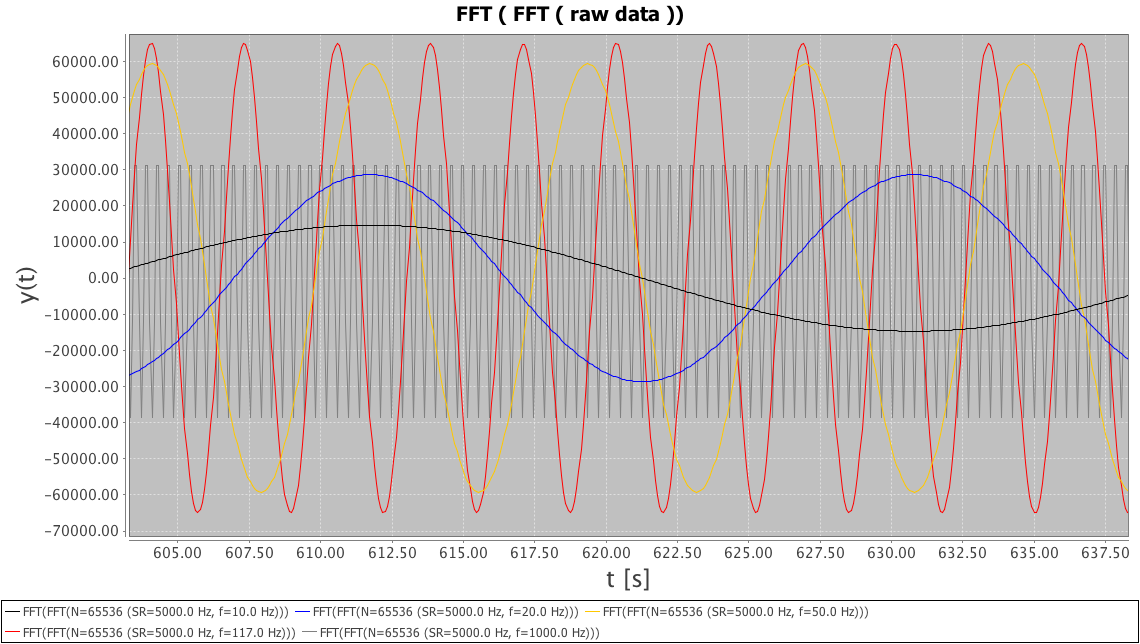 FFT ( FFT ( raw data ))
y(t)
60000.00
50000.00
40000.00
30000.00
20000.00
10000.00
0.00
-10000.00
-20000.00
-30000.00
-40000.00
-50000.00
-60000.00
-70000.00
605.00 607.50 610.00 612.50 615.00 617.50 620.00 622.50 625.00 627.50 630.00 632.50 635.00 637.50
t [s]
FFT(FFT(N=65536 (SR=5000.0 Hz, f=10.0 Hz))) FFT(FFT(N=65536 (SR=5000.0 Hz, f=20.0 Hz))) FFT(FFT(N=65536 (SR=5000.0 Hz, f=50.0 Hz)))
FFT(FFT(N=65536 (SR=5000.0 Hz, f=117.0 Hz))) FFT(FFT(N=65536 (SR=5000.0 Hz, f=1000.0 Hz)))